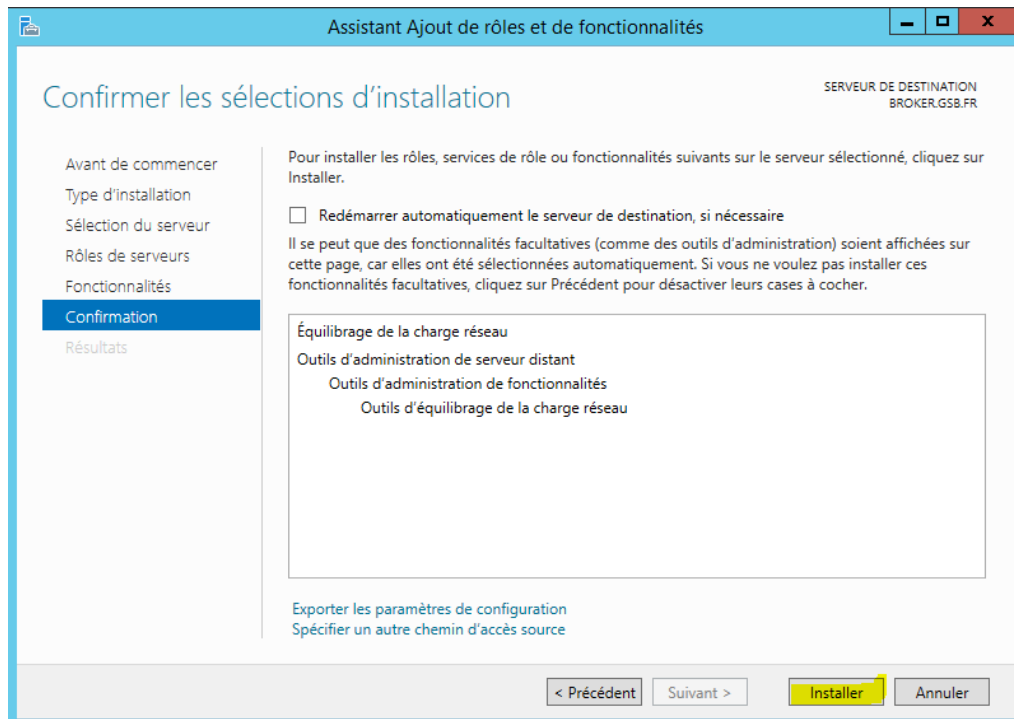 Assistant Ajout de rôles et de fonctionnalités
Confirmer les sélections d'installation
SERVEUR DE DESTINATION
BROKER.GSB.FR
Avant de commencer
Type d'installation
Sélection du serveur
Rôles de serveurs
Fonctionnalités
Confirmation
Résultats
Pour installer les rôles, services de rôle ou fonctionnalités suivants sur le serveur sélectionné, cliquez sur
Installer.
Redémarrer automatiquement le serveur de destination, si nécessaire
Il se peut que des fonctionnalités facultatives (comme des outils d'administration) soient affichées sur
cette page, car elles ont été sélectionnées automatiquement. Si vous ne voulez pas installer ces
fonctionnalités facultatives, cliquez sur Précédent pour désactiver leurs cases à cocher.
Équilibrage de la charge réseau
Outils d'administration de serveur distant
Outils d'administration de fonctionnalités
Outils d'équilibrage de la charge réseau
Exporter les paramètres de configuration
Spécifier un autre chemin d'accès source
< Précédent Suivant > Installer Annuler